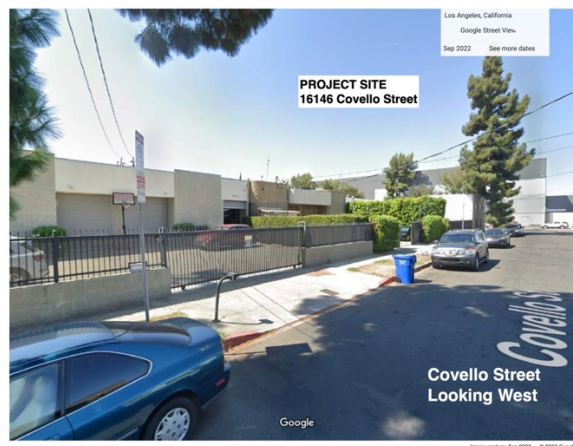 Los Angeles, California
Google Street View
Sep 2022 See more dates
PROJECT SITE
16146 Covello Street
Covello St
Covello Street
Looking West
Google